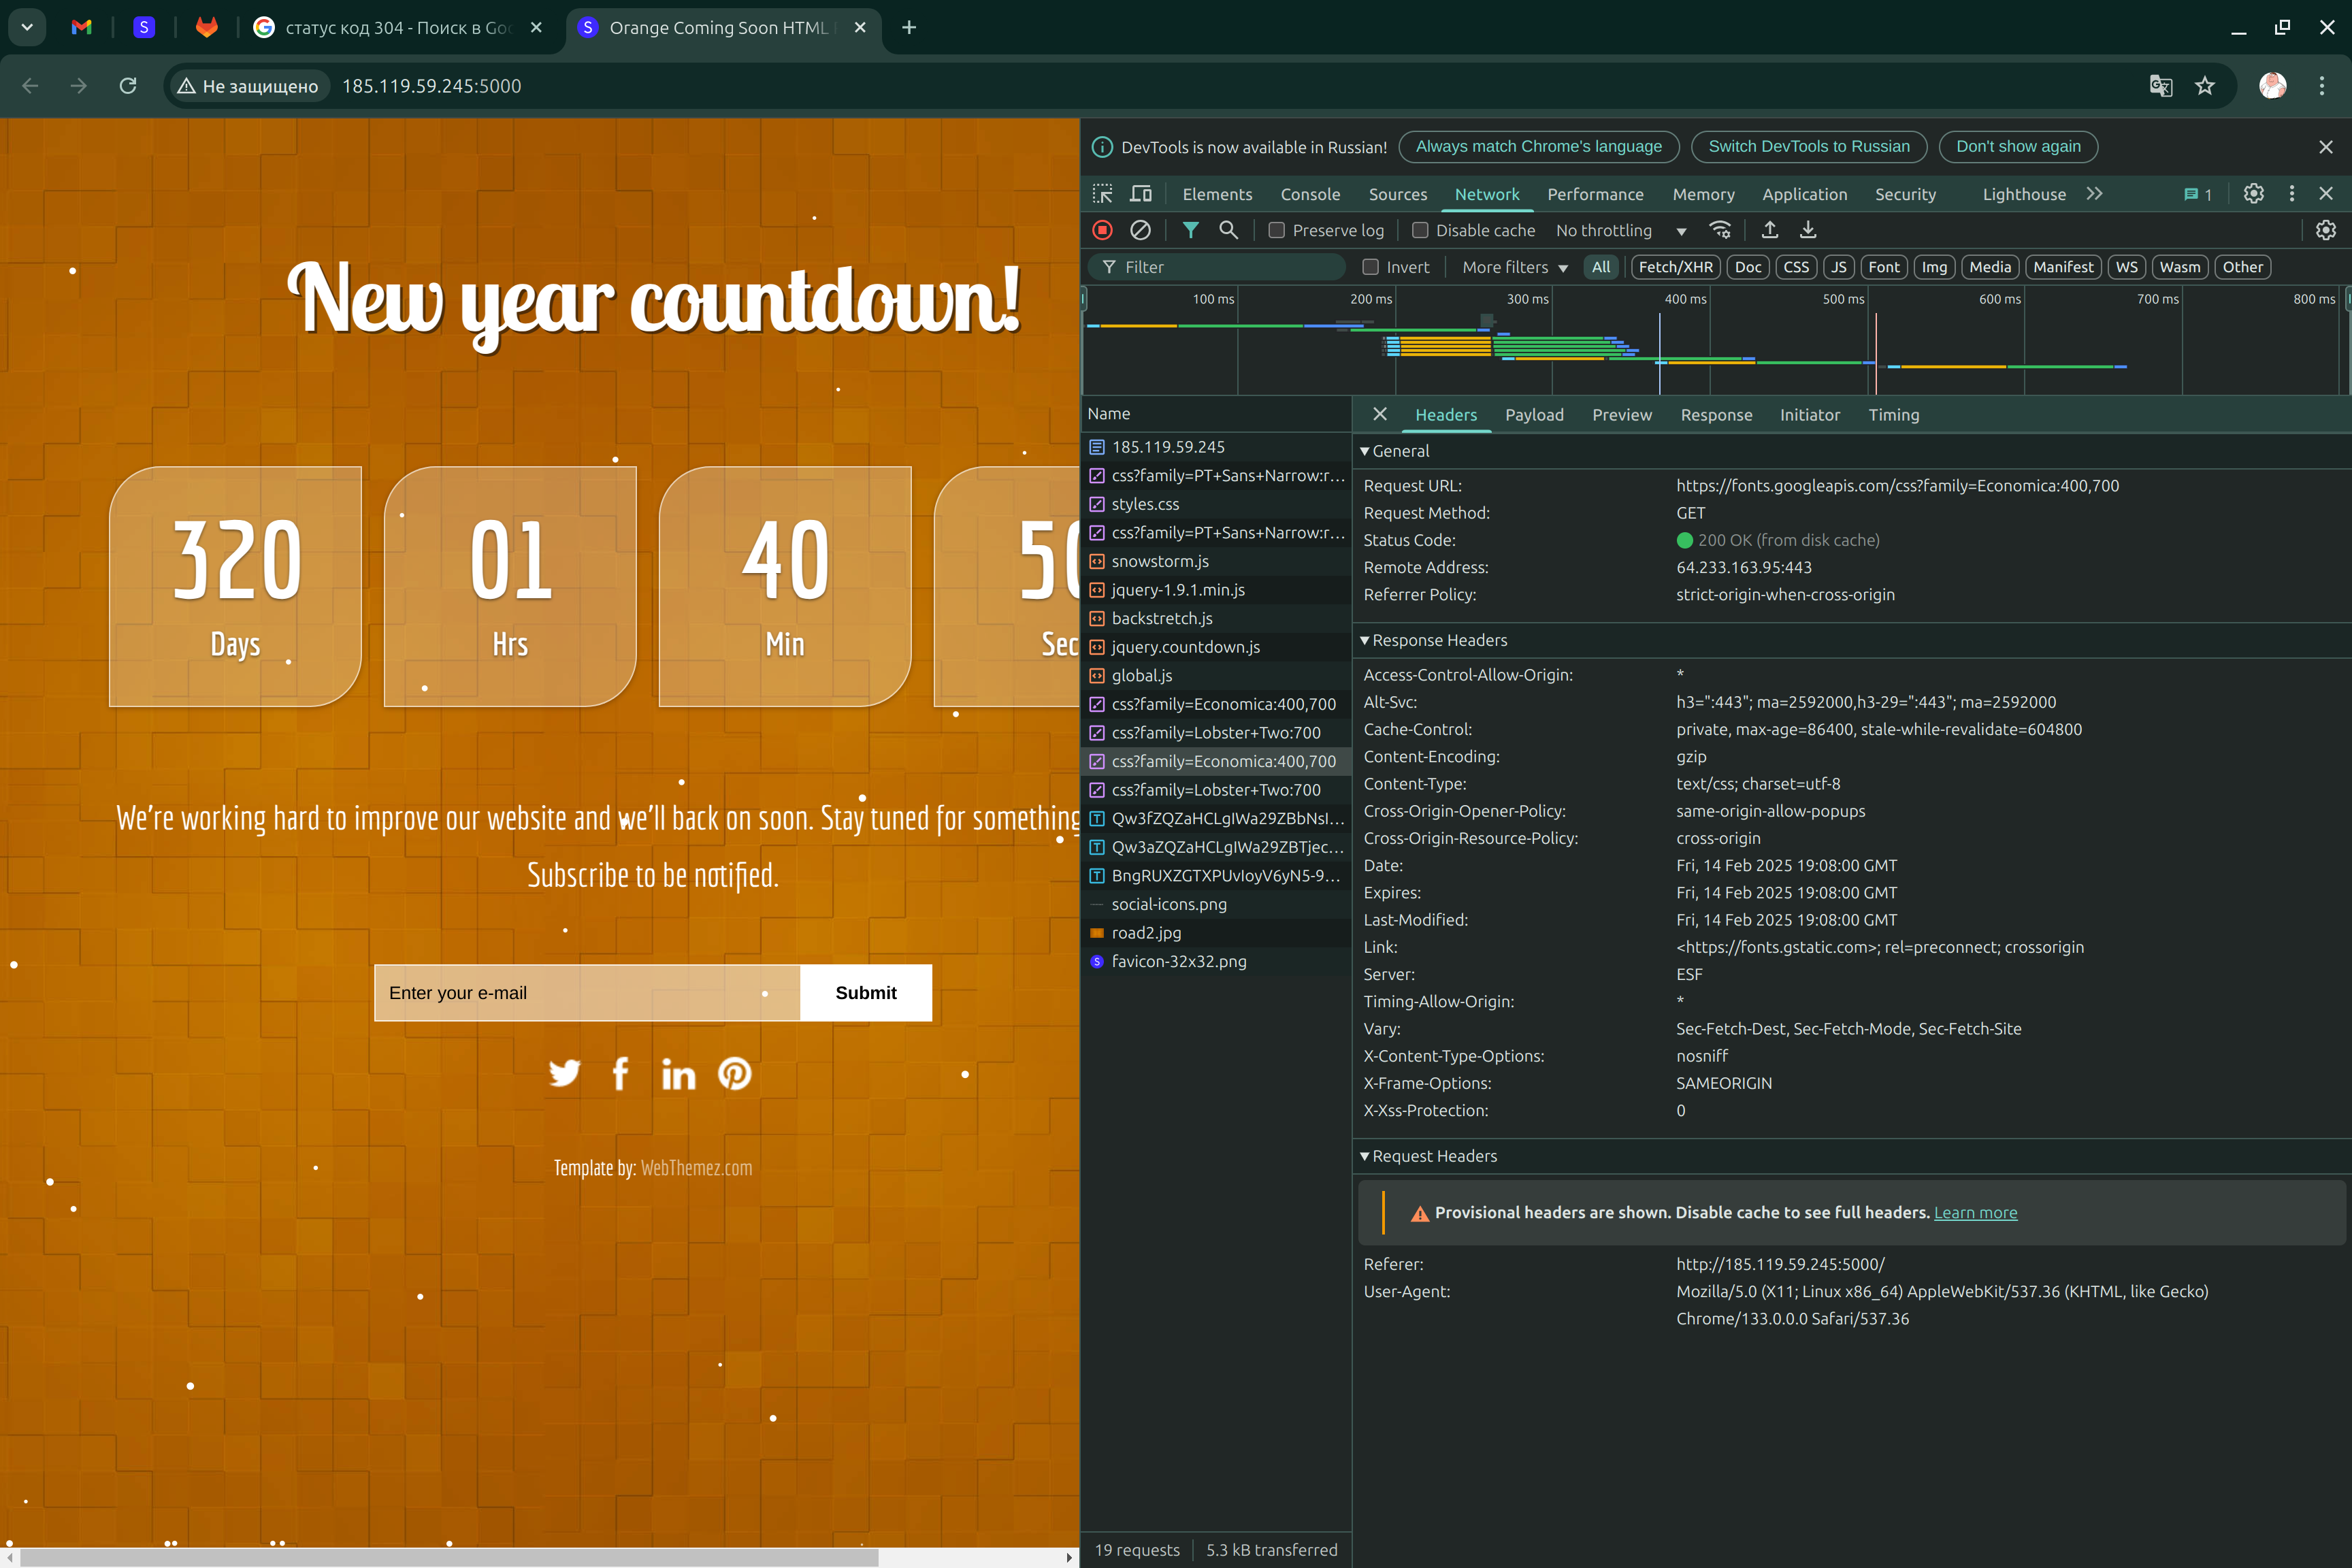 статус код 304 - Поиск в Goo
Orange Coming Soon HTML
Не защищено
185.119.59.245:5000
New year countdown!
320
Days
01
Hrs
40
Min
Sec
We're working hard to improve our website and we'll back on soon. Stay tuned for something
Subscribe to be notified.
Enter your e-mail
Submit
Template by: WebThemez.com
DevTools is now available in Russian!
Always match Chrome's language
Switch DevTools to Russian
Don't show again
Elements Console Sources Network Performance Memory Application Security Lighthouse 1
Preserve log Disable cache No throttling
Filter Invert More filters All Fetch/XHR Doc CSS JS Font Img Media Manifest WS Wasm Other
100 ms 200 ms 300 ms 400 ms 500 ms 600 ms 700 ms 800 ms
Name
185.119.59.245
css?family=PT+Sans+Narrow:r...
styles.css
css?family=PT+Sans+Narrow:r...
snowstorm.js
jquery-1.9.1.min.js
backstretch.js
jquery.countdown.js
global.js
css?family=Economica:400,700
css?family=Lobster+Two:700
css?family=Economica:400,700
css?family=Lobster+Two:700
Qw3fZQZaHCLgIWa29ZBbNsI...
Qw3aZQZaHCLgIWa29ZBTjec...
BngRUXZGTXPUvIoyV6yN5-9...
social-icons.png
road2.jpg
favicon-32x32.png
19 requests 5.3 kB transferred
Headers Payload Preview Response Initiator Timing
General
Request URL: https://fonts.googleapis.com/css?family=Economica:400,700
Request Method: GET
Status Code: 200 OK (from disk cache)
Remote Address: 64.233.163.95:443
Referrer Policy: strict-origin-when-cross-origin
Response Headers
Access-Control-Allow-Origin: *
Alt-Svc: h3=":443"; ma=2592000,h3-29=":443"; ma=2592000
Cache-Control: private, max-age=86400, stale-while-revalidate=604800
Content-Encoding: gzip
Content-Type: text/css; charset=utf-8
Cross-Origin-Opener-Policy: same-origin-allow-popups
Cross-Origin-Resource-Policy: cross-origin
Date: Fri, 14 Feb 2025 19:08:00 GMT
Expires: Fri, 14 Feb 2025 19:08:00 GMT
Last-Modified: Fri, 14 Feb 2025 19:08:00 GMT
Link: <https://fonts.gstatic.com>; rel=preconnect; crossorigin
Server: ESF
Timing-Allow-Origin: *
Vary: Sec-Fetch-Dest, Sec-Fetch-Mode, Sec-Fetch-Site
X-Content-Type-Options: nosniff
X-Frame-Options: SAMEORIGIN
X-Xss-Protection: 0
Request Headers
Provisional headers are shown. Disable cache to see full headers. Learn more
Referer: http://185.119.59.245:5000/
User-Agent: Mozilla/5.0 (X11; Linux x86_64) AppleWebKit/537.36 (KHTML, like Gecko)
Chrome/133.0.0.0 Safari/537.36